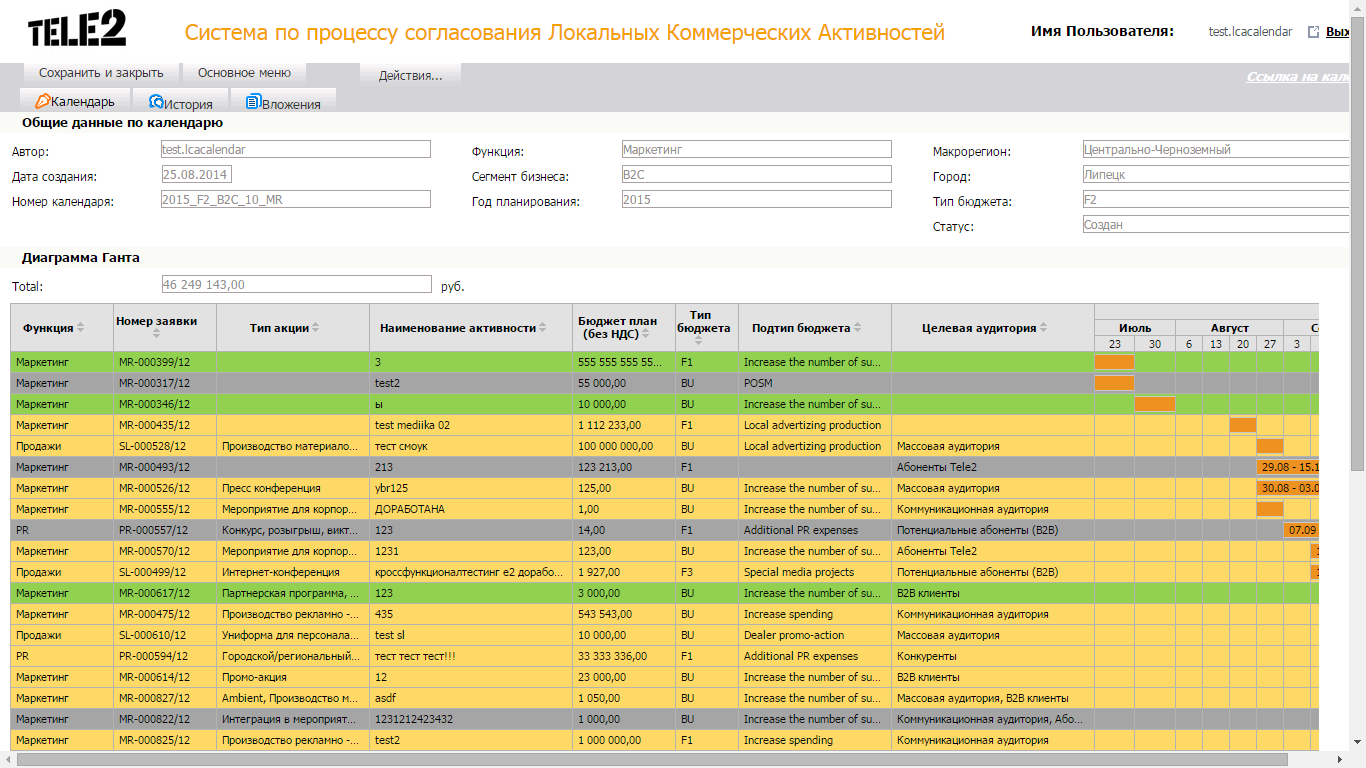 TELE2
Система по процессу согласования Локальных Коммерческих Активностей
Имя Пользователя: test.lcacalendar
Сохранить и закрыть Основное меню Действия...
Календарь История Вложения
Общие данные по календарю
Автор: test.lcacalendar Функция: Маркетинг Макрорегион: Центрально-Черноземный
Дата создания: 25.08.2014 Сегмент бизнеса: B2C Город: Липецк
Номер календаря: 2015_F2_B2C_10_MR Год планирования: 2015 Тип бюджета: F2
Статус: Создан
Диаграмма Ганта
Total: 46 249 143,00 руб.
Функция Номер заявки Тип акции Наименование активности Бюджет план (без НДС) Тип бюджета Подтип бюджета Целевая аудитория Июль Август
23 30 6 13 20 27 3
Маркетинг MR-000399/12 3 555 555 555 55... F1 Increase the number of su...
Маркетинг MR-000317/12 test2 55 000,00 BU POSM
Маркетинг MR-000346/12 ы 10 000,00 BU Increase the number of su...
Маркетинг MR-000435/12 test mediika 02 1 112 233,00 F1 Local advertizing production
Продажи SL-000528/12 Производство материало... тест смоук 100 000 000,00 BU Local advertizing production Массовая аудитория
Маркетинг MR-000493/12 213 123 213,00 F1 Абоненты Tele2 29.08 - 15.1
Маркетинг MR-000526/12 Пресс конференция ybr125 125,00 BU Increase the number of su... Массовая аудитория 30.08 - 03.0
Маркетинг MR-000555/12 Мероприятие для корпор... ДОРАБОТАНА 1,00 BU Increase the number of su... Коммуникационная аудитория
PR PR-000557/12 Конкурс, розыгрыш, викт... 123 14,00 F1 Additional PR expenses Потенциальные абоненты (B2B) 07.09
Маркетинг MR-000570/12 Мероприятие для корпор... 1231 123,00 BU Increase the number of su... Абоненты Tele2
Продажи SL-000499/12 Интернет-конференция кроссфункционалтестинг e2 дорабо... 1 927,00 F3 Special media projects Потенциальные абоненты (B2B)
Маркетинг MR-000617/12 Партнерская программа, ... 123 3 000,00 BU Increase the number of su... B2B клиенты
Маркетинг MR-000475/12 Производство рекламно -... 435 543 543,00 BU Increase spending Коммуникационная аудитория
Продажи SL-000610/12 Униформа для персонала... test sl 10 000,00 BU Dealer promo-action Массовая аудитория
PR PR-000594/12 Городской/региональный... тест тест тест!!! 33 333 336,00 F1 Additional PR expenses Конкуренты
Маркетинг MR-000614/12 Промо-акция 12 23 000,00 BU Increase the number of su... B2B клиенты
Маркетинг MR-000827/12 Ambient, Производство м... asdf 1 050,00 BU Increase the number of su... Массовая аудитория, B2B клиенты
Маркетинг MR-000822/12 Интеграция в мероприят... 1231212423432 1 000,00 BU Increase the number of su... Коммуникационная аудитория, Або...
Маркетинг MR-000825/12 Производство рекламно -... test2 1 000 000,00 F1 Increase spending Коммуникационная аудитория